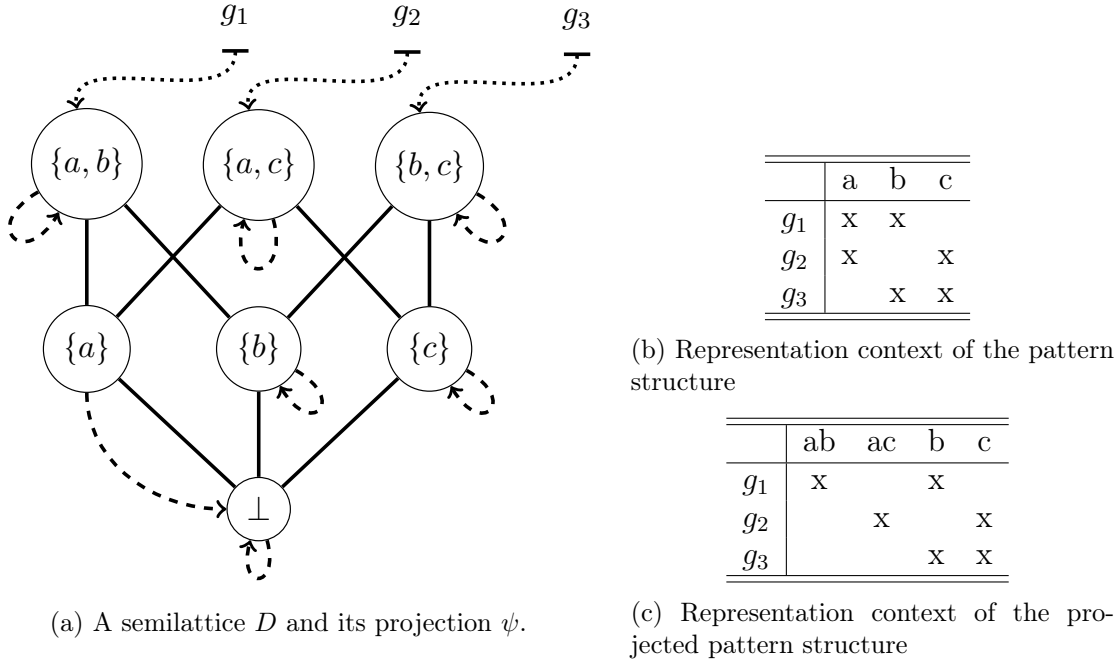 g1 g2 g3
{a, b} {a, c} {b, c}
{a} {b} {c}
⊥
(a) A semilattice D and its projection ψ.
a b c
g1 x x
g2 x x
g3 x x
(b) Representation context of the pattern
structure
ab ac b c
g1 x x
g2 x x
g3 x x
(c) Representation context of the pro-
jected pattern structure